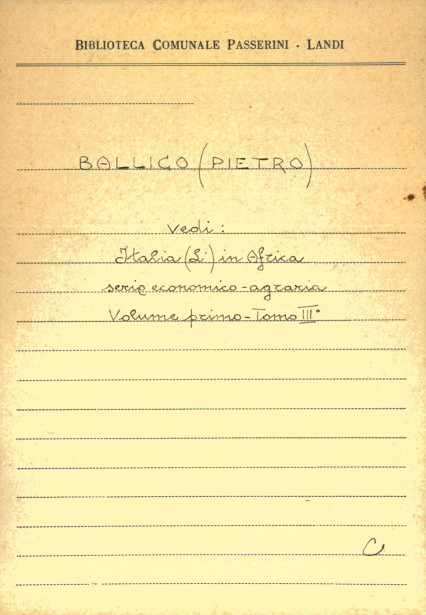 BIBLIOTECA COMUNALE PASSERINI - LANDI
BALLICO (PIETRO)
Vedi:
Italia (L') in Africa
serie economico-agraria
Volume primo-Tomo III°
C